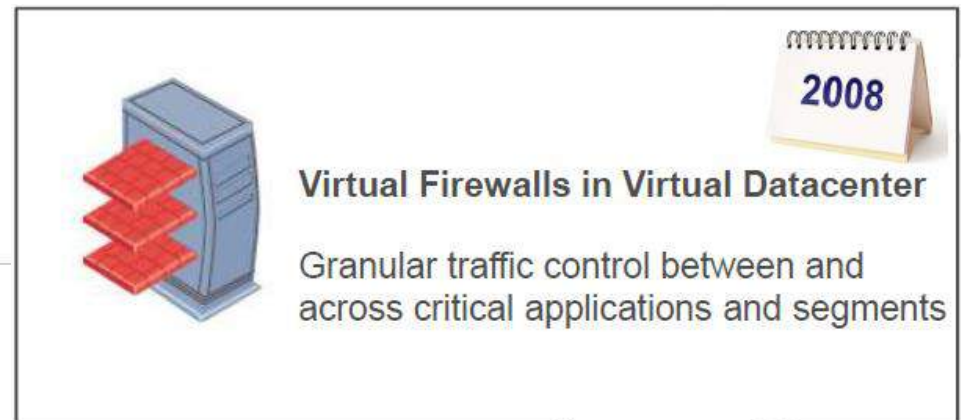 2008
Virtual Firewalls in Virtual Datacenter
Granular traffic control between and
across critical applications and segments